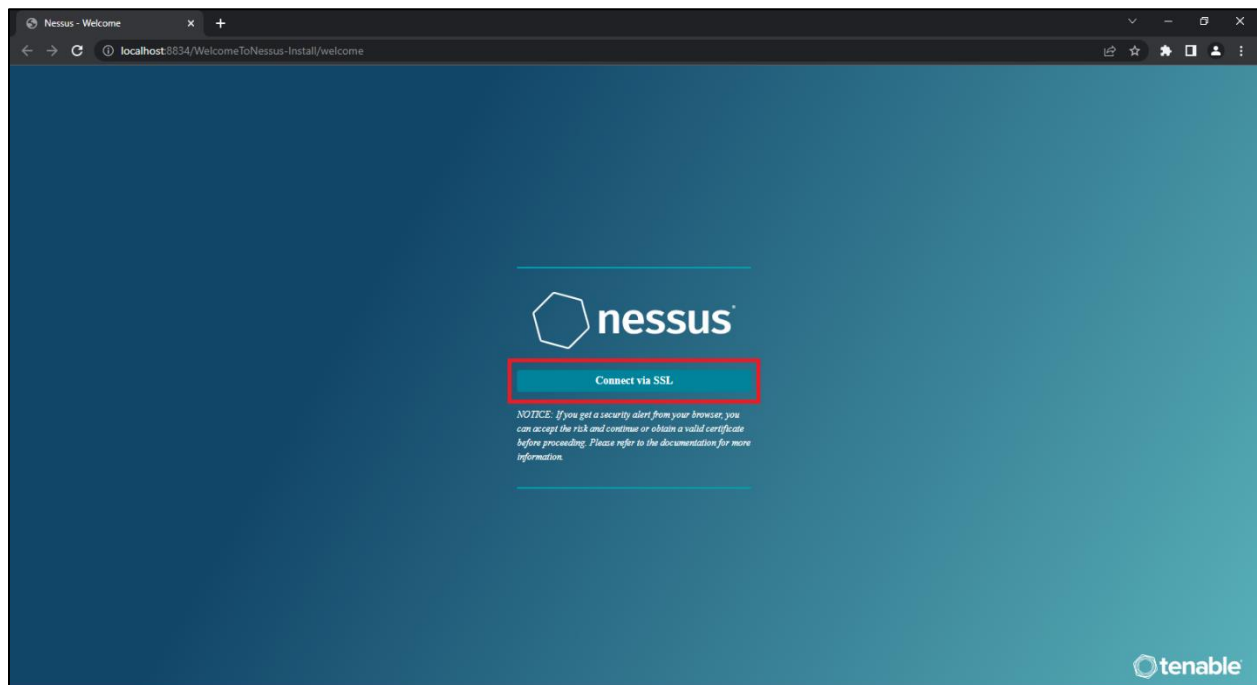 Nessus - Welcome
localhost:8834/WelcomeToNessus-Install/welcome
nessus
Connect via SSL
NOTICE: If you get a security alert from your browser, you
can accept the risk and continue or obtain a valid certificate
before proceeding. Please refer to the documentation for more
information.
tenable